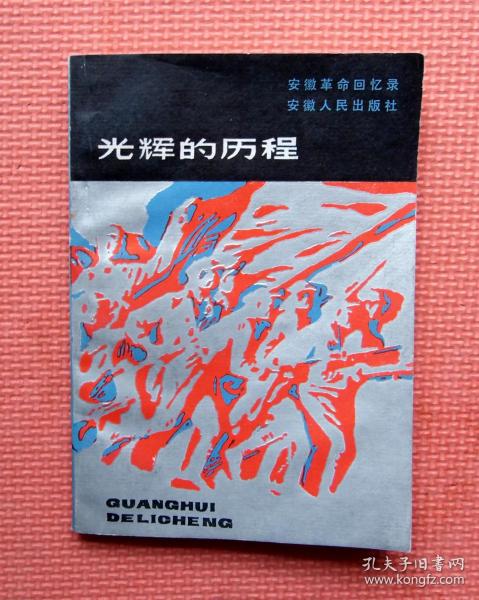 安徽革命回忆录
安徽人民出版社
光辉的历程
GUANGHUI
DELICHENG
孔夫子旧书网
www.kongfz.com